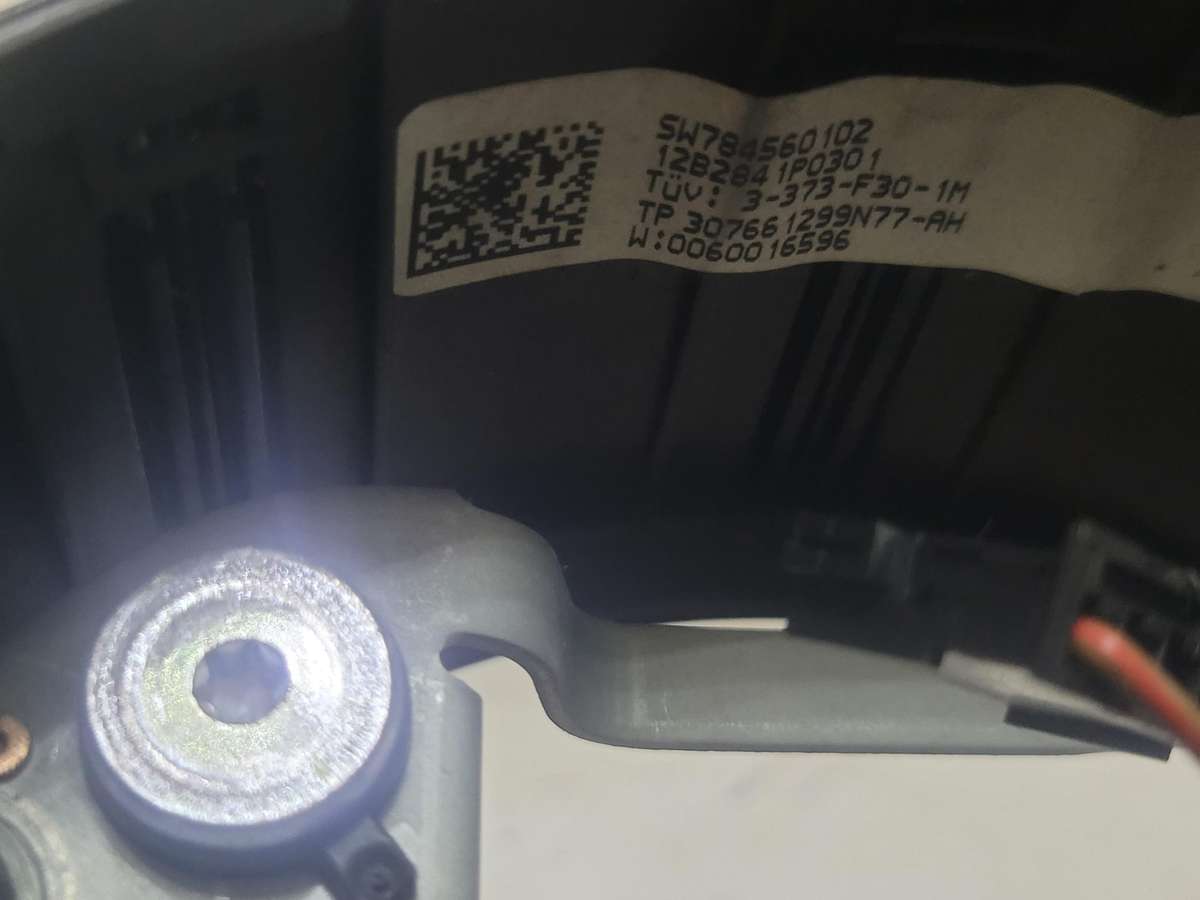 SW784560102
12B2841P0301
TÜV: 3-373-F30-1M
TP 307661299N77-AH
W:0060016596